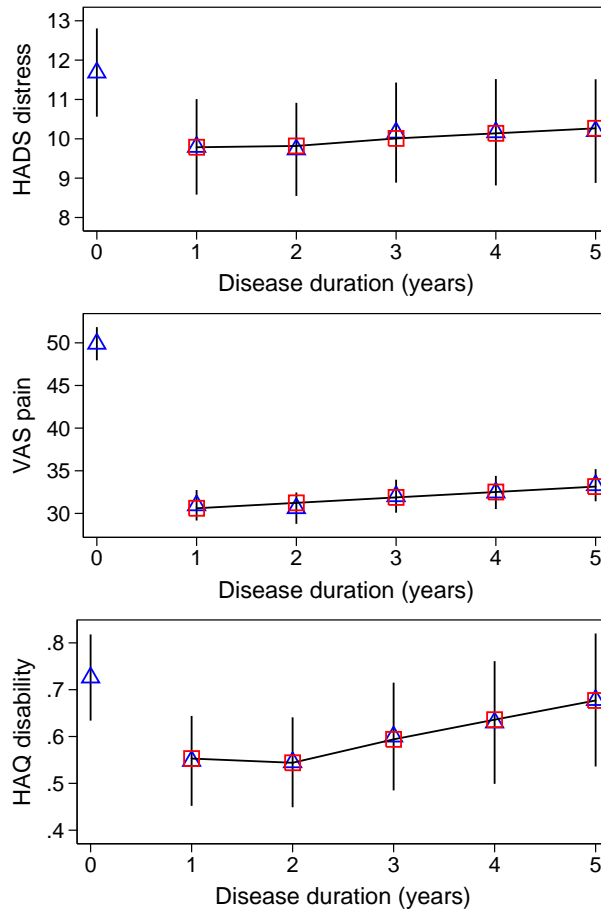 HADS distress
13
12
11
10
9
8
0 1 2 3 4 5
Disease duration (years)
VAS pain
50
45
40
35
30
0 1 2 3 4 5
Disease duration (years)
HAQ disability
.8
.7
.6
.5
.4
0 1 2 3 4 5
Disease duration (years)